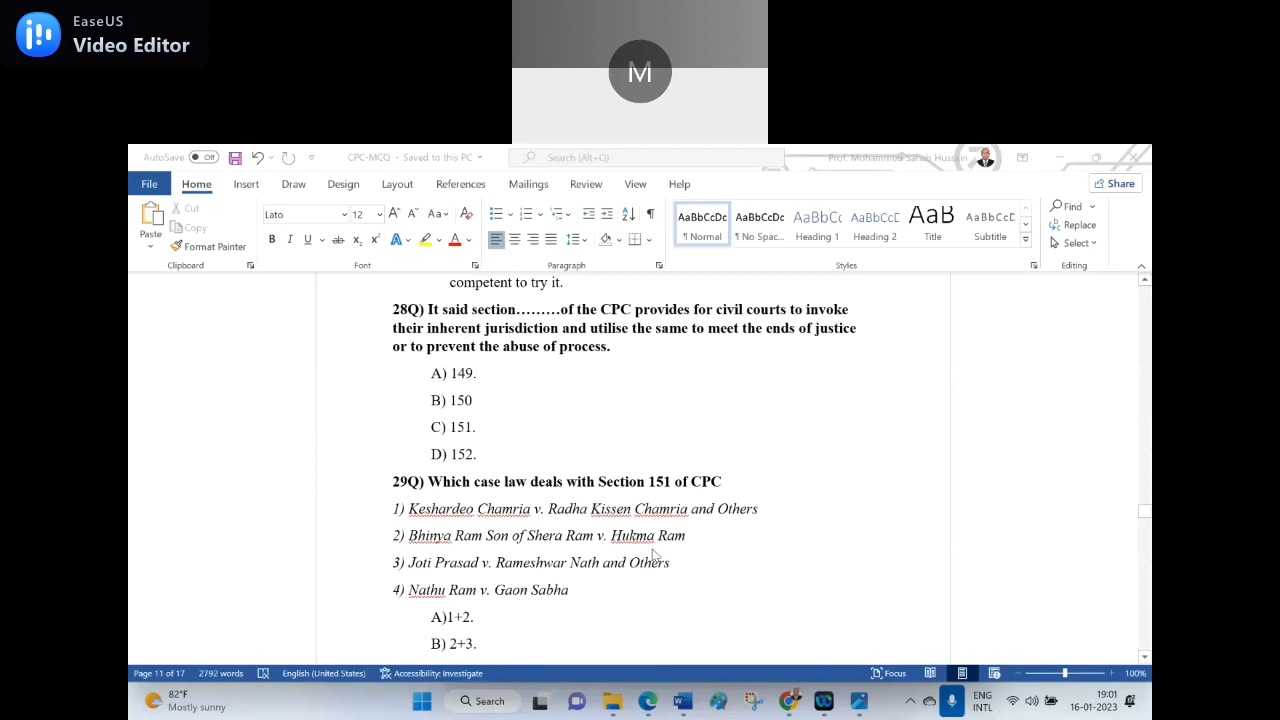 EaseUS
Video Editor
M
AutoSave Off CPC-MCQ - Saved to this PC Search (Alt+Q) Prof. Mohammed Saheb Hussain
File Home Insert Draw Design Layout References Mailings Review View Help Share
Paste Cut Copy Format Painter
Lato 12 Aa
B I U ab x2 x2 A A
AaBbCcDc AaBbCcDc AaBbCc AaBbCcD AaB AaBbCcD
¶ Normal ¶ No Spac... Heading 1 Heading 2 Title Subtitle
Find Replace Select
Clipboard Font Paragraph Styles Editing
competent to try it.
28Q) It said section………of the CPC provides for civil courts to invoke
their inherent jurisdiction and utilise the same to meet the ends of justice
or to prevent the abuse of process.
A) 149.
B) 150
C) 151.
D) 152.
29Q) Which case law deals with Section 151 of CPC
1) Keshardeo Chamria v. Radha Kissen Chamria and Others
2) Bhinya Ram Son of Shera Ram v. Hukma Ram
3) Joti Prasad v. Rameshwar Nath and Others
4) Nathu Ram v. Gaon Sabha
A)1+2.
B) 2+3.
Page 11 of 17 2792 words English (United States) Accessibility: Investigate Focus 100%
82°F
Mostly sunny
Search
ENG
INTL
19:01
16-01-2023